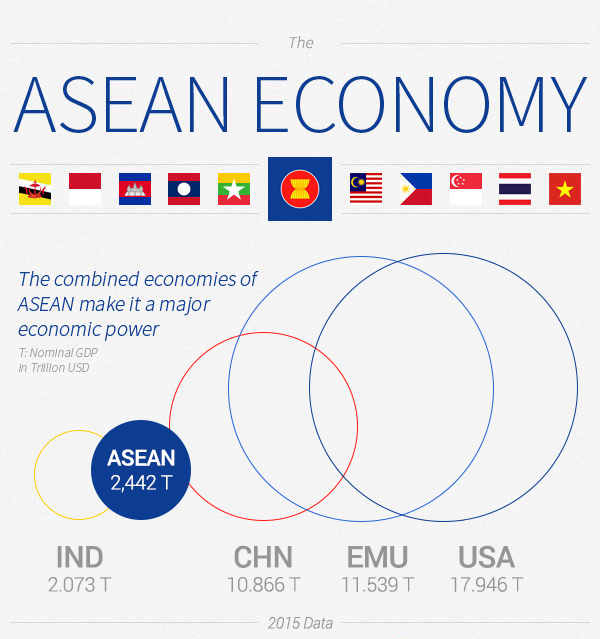 The
ASEAN ECONOMY
The combined economies of
ASEAN make it a major
economic power
T: Nominal GDP
In Trillion USD
ASEAN
2,442 T
IND
2.073 T
CHN
10.866 T
EMU
11.539 T
USA
17.946 T
2015 Data